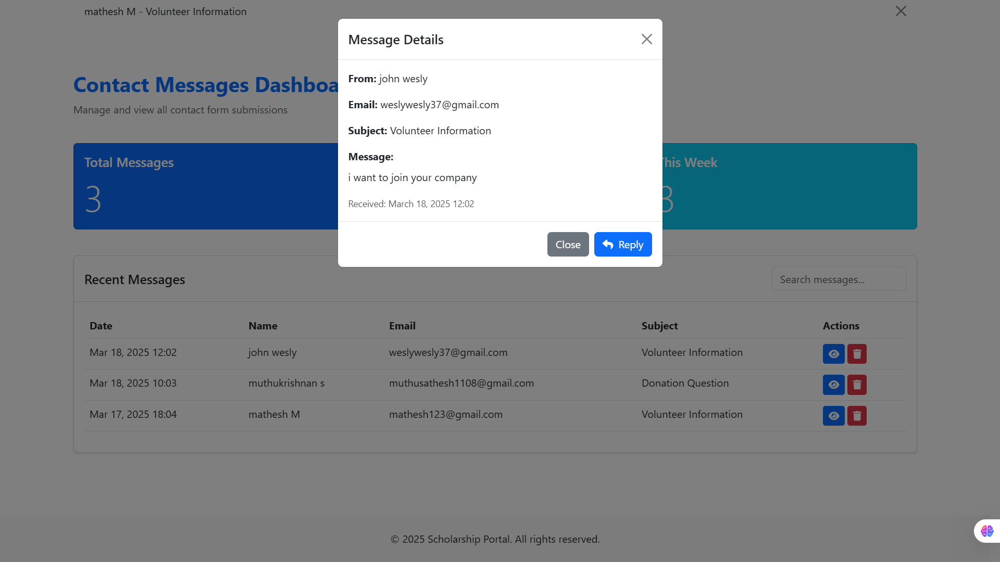 mathesh M - Volunteer Information
Message Details
From: john wesly
Email: weslywesly37@gmail.com
Subject: Volunteer Information
Message:
i want to join your company
Received: March 18, 2025 12:02
Close Reply
Contact Messages Dashboa
Manage and view all contact form submissions
Total Messages
3
This Week
3
Recent Messages
Search messages...
Date Name Email Subject Actions
Mar 18, 2025 12:02 john wesly weslywesly37@gmail.com Volunteer Information
Mar 18, 2025 10:03 muthukrishnan s muthusathesh1108@gmail.com Donation Question
Mar 17, 2025 18:04 mathesh M mathesh123@gmail.com Volunteer Information
© 2025 Scholarship Portal. All rights reserved.